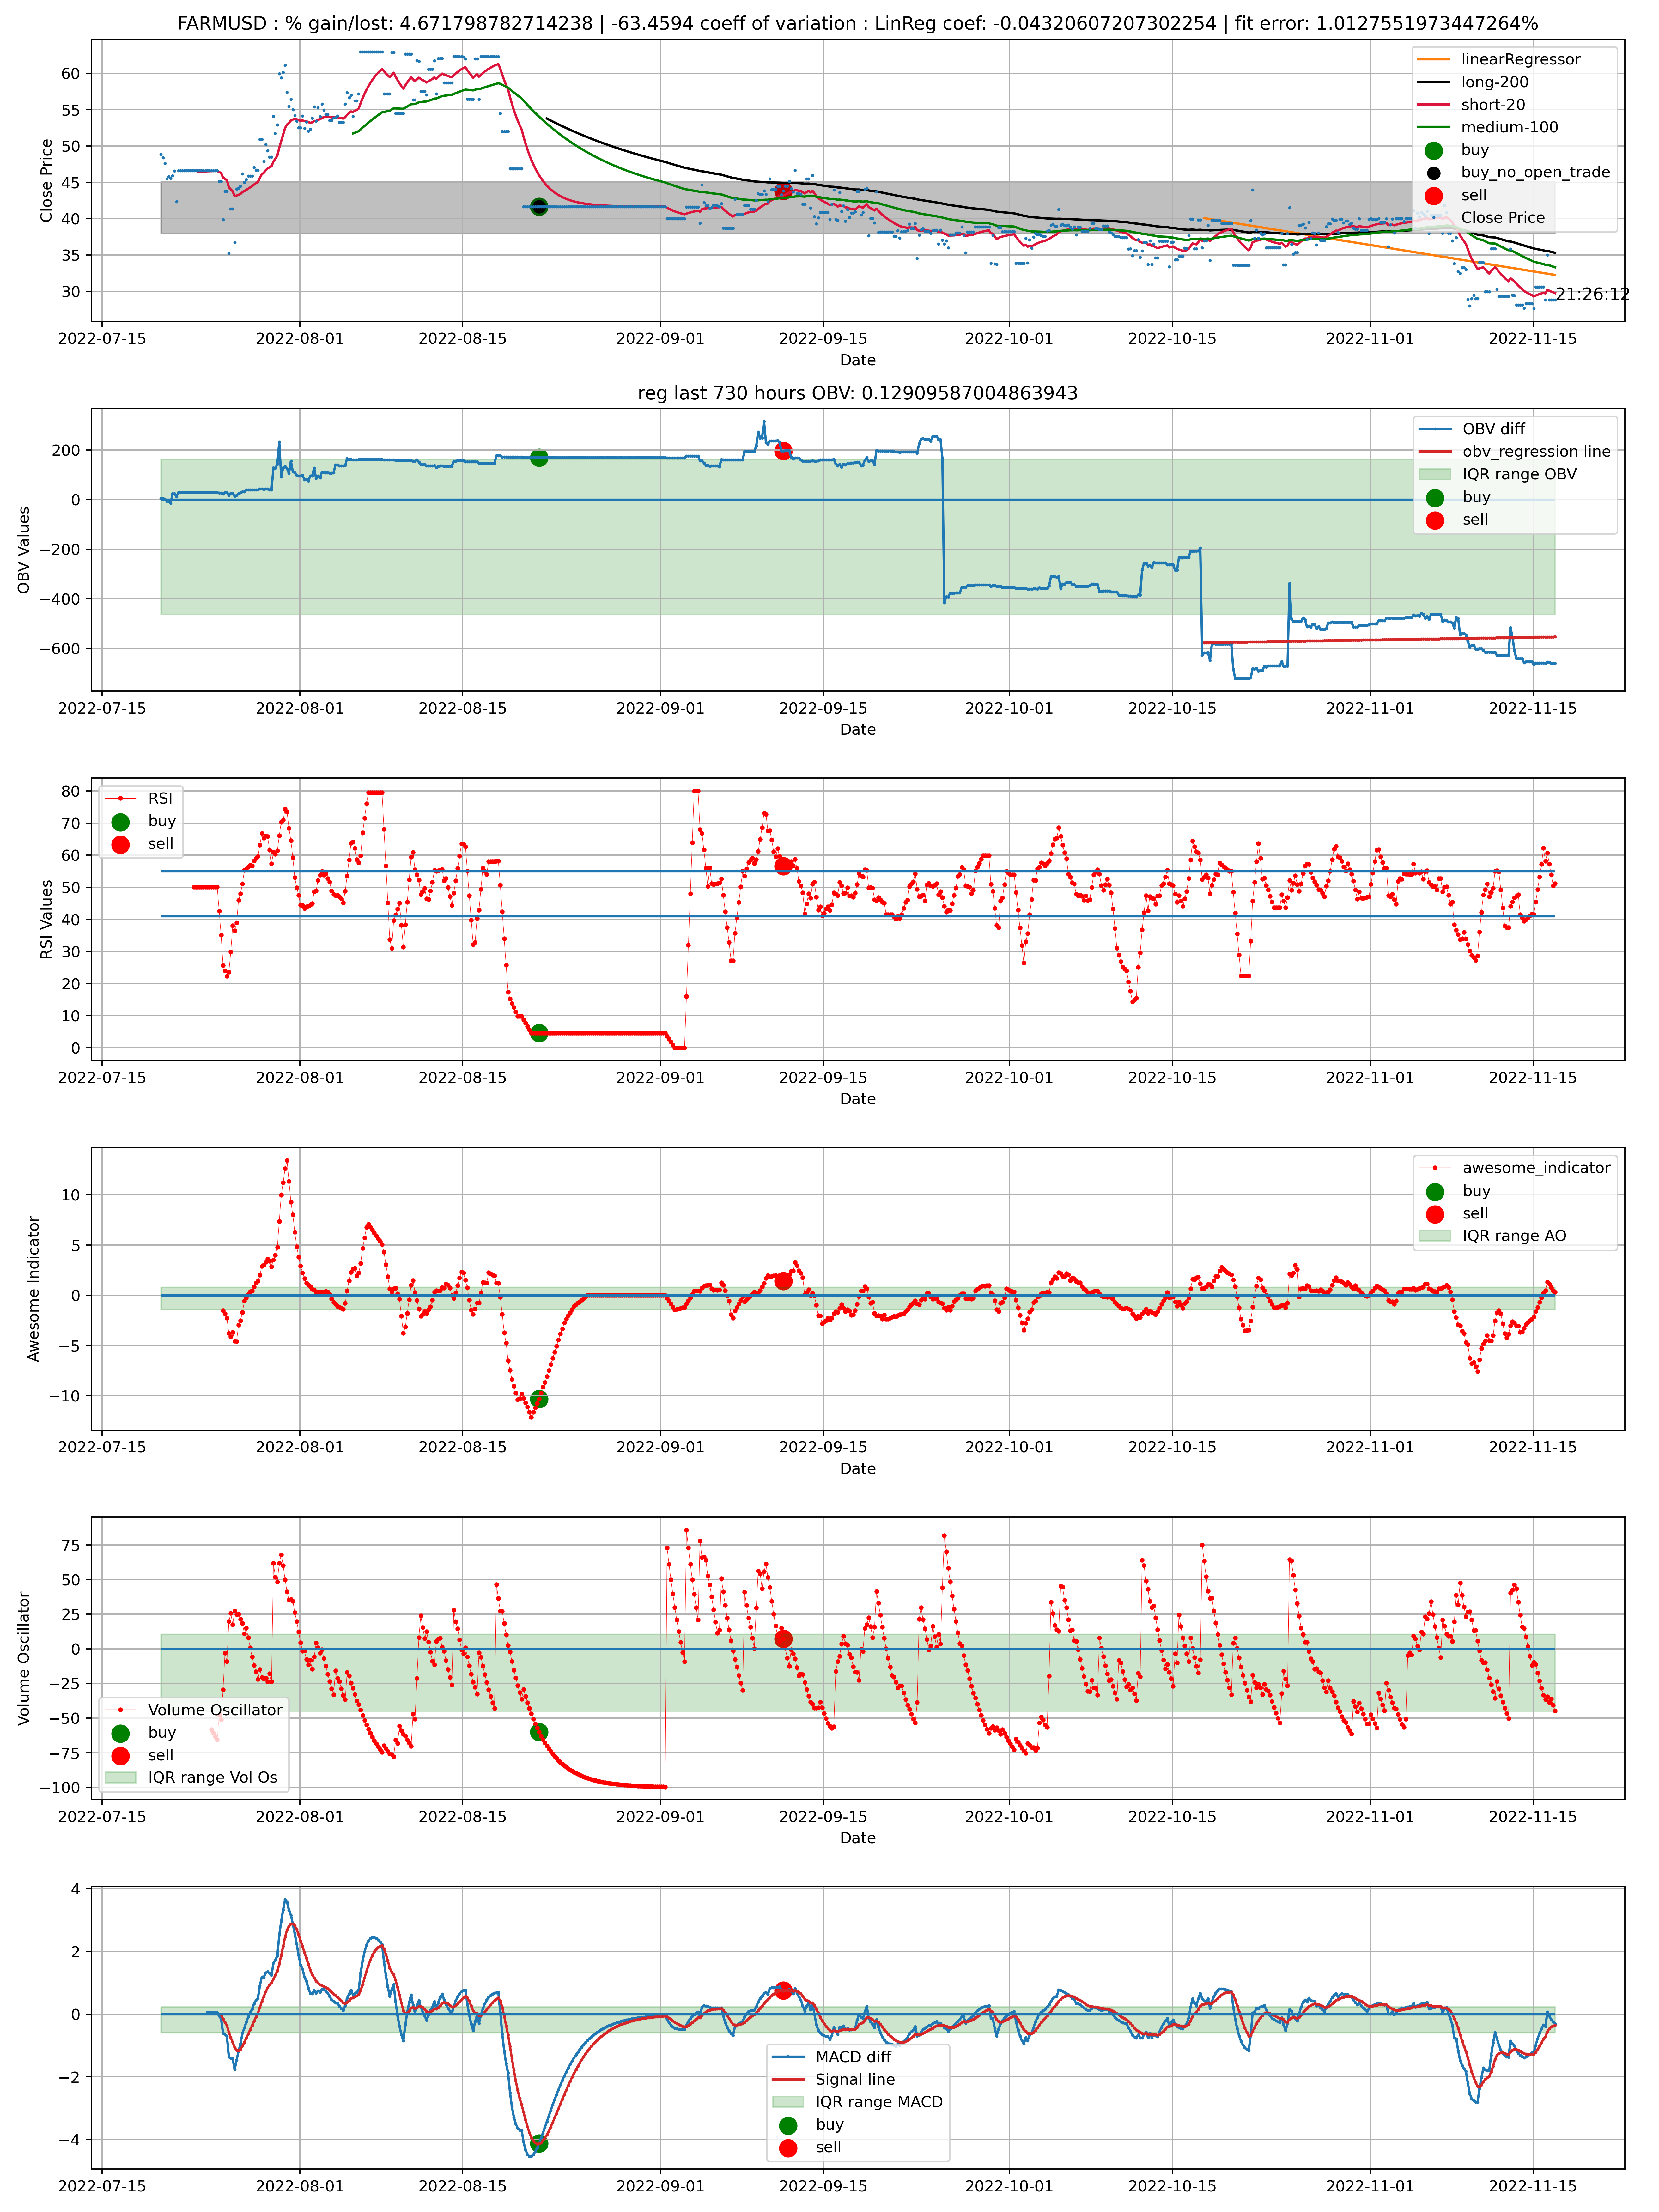 FARMUSD : % gain/lost: 4.671798782714238 | -63.4594 coeff of variation : LinReg coef: -0.04320607207302254 | fit error: 1.0127551973447264%
Close Price
60
55
50
45
40
35
30
linearRegressor
long-200
short-20
medium-100
buy
buy_no_open_trade
sell
Close Price
21:26:12
2022-07-15 2022-08-01 2022-08-15 2022-09-01 2022-09-15 2022-10-01 2022-10-15 2022-11-01 2022-11-15
Date
reg last 730 hours OBV: 0.12909587004863943
OBV Values
200
0
−200
−400
−600
OBV diff
obv_regression line
IQR range OBV
buy
sell
2022-07-15 2022-08-01 2022-08-15 2022-09-01 2022-09-15 2022-10-01 2022-10-15 2022-11-01 2022-11-15
Date
RSI Values
80
70
60
50
40
30
20
10
0
RSI
buy
sell
2022-07-15 2022-08-01 2022-08-15 2022-09-01 2022-09-15 2022-10-01 2022-10-15 2022-11-01 2022-11-15
Date
Awesome Indicator
10
5
0
−5
−10
awesome_indicator
buy
sell
IQR range AO
2022-07-15 2022-08-01 2022-08-15 2022-09-01 2022-09-15 2022-10-01 2022-10-15 2022-11-01 2022-11-15
Date
Volume Oscillator
75
50
25
0
−25
−50
−75
−100
Volume Oscillator
buy
sell
IQR range Vol Os
2022-07-15 2022-08-01 2022-08-15 2022-09-01 2022-09-15 2022-10-01 2022-10-15 2022-11-01 2022-11-15
Date
4
2
0
−2
−4
MACD diff
Signal line
IQR range MACD
buy
sell
2022-07-15 2022-08-01 2022-08-15 2022-09-01 2022-09-15 2022-10-01 2022-10-15 2022-11-01 2022-11-15